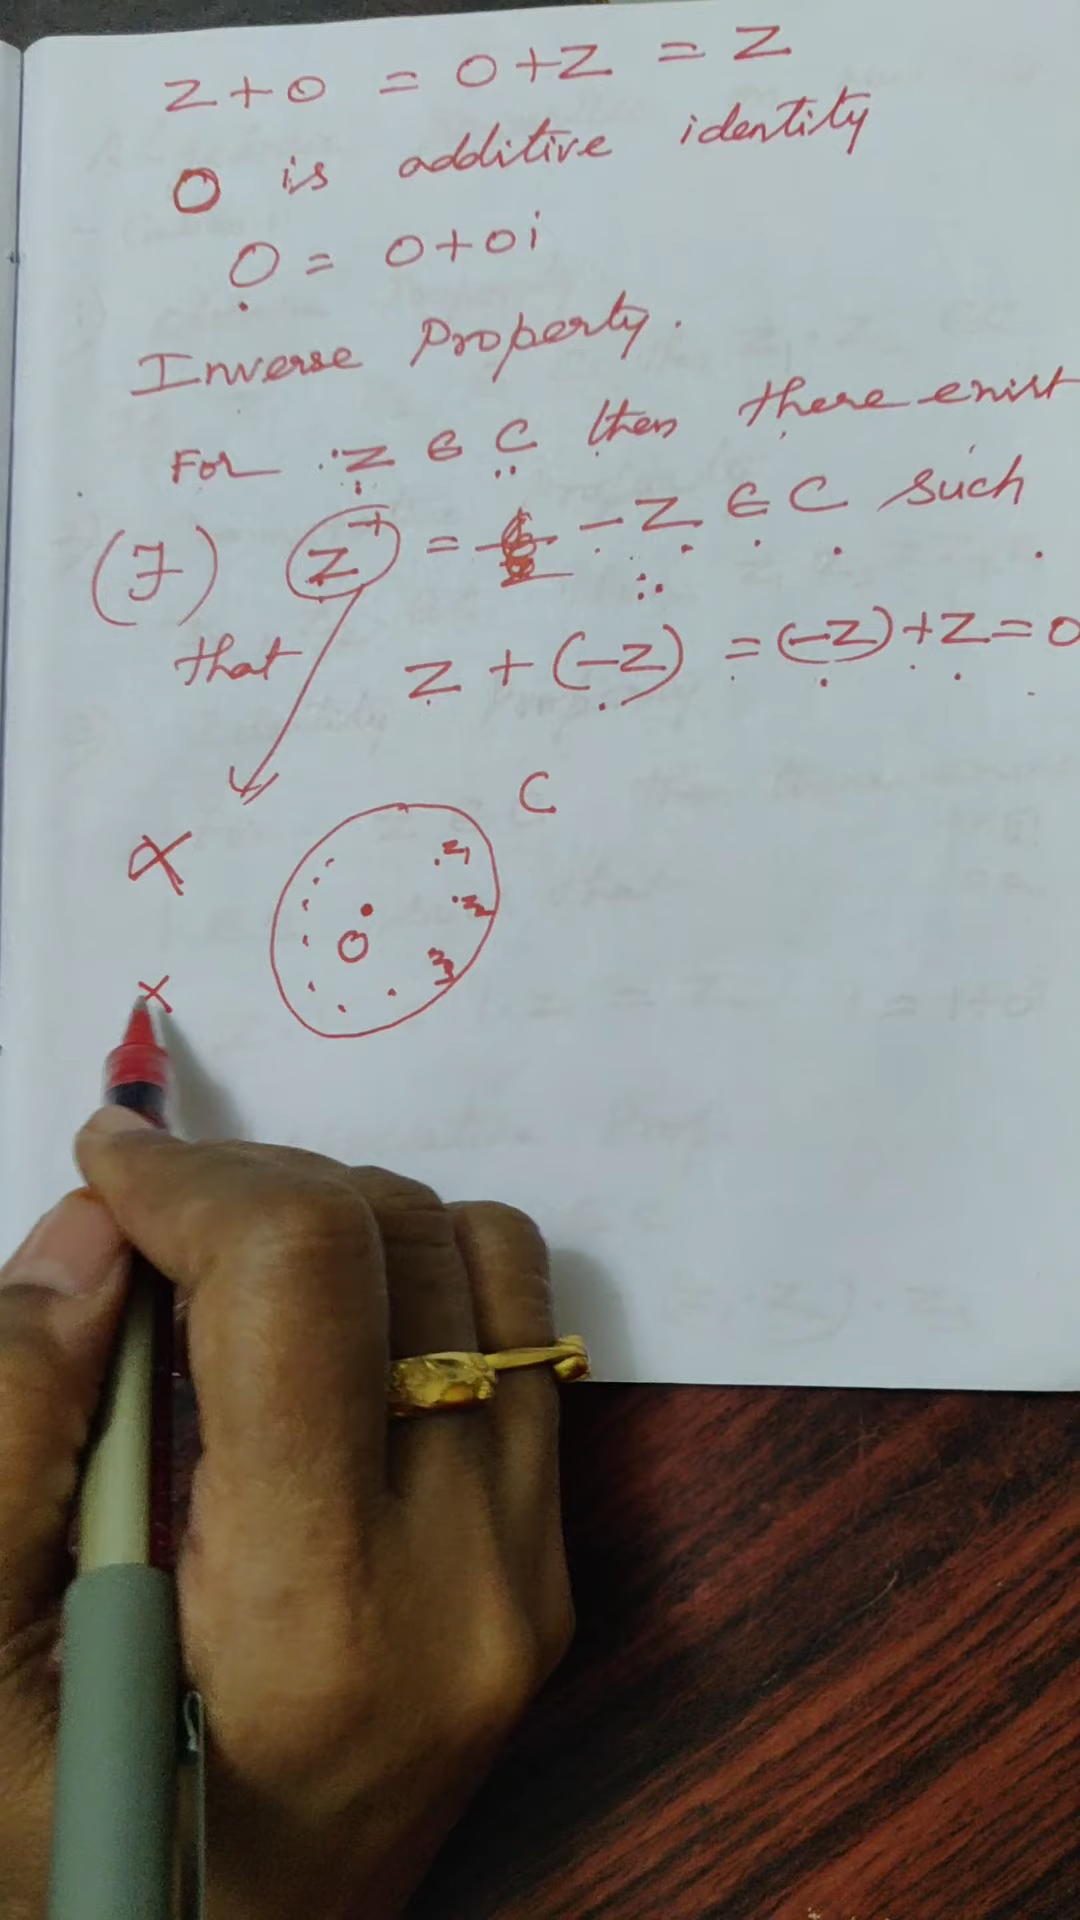 Z + 0 = 0 + Z = Z
0 is additive identity
0 = 0 + 0i
Inverse Property.
For Z ∈ C then there exist
(I) Z⁺ = -Z ∈ C such
that Z + (-Z) = (-Z) + Z = 0
C
Z₁
Z₂
Z₃
0